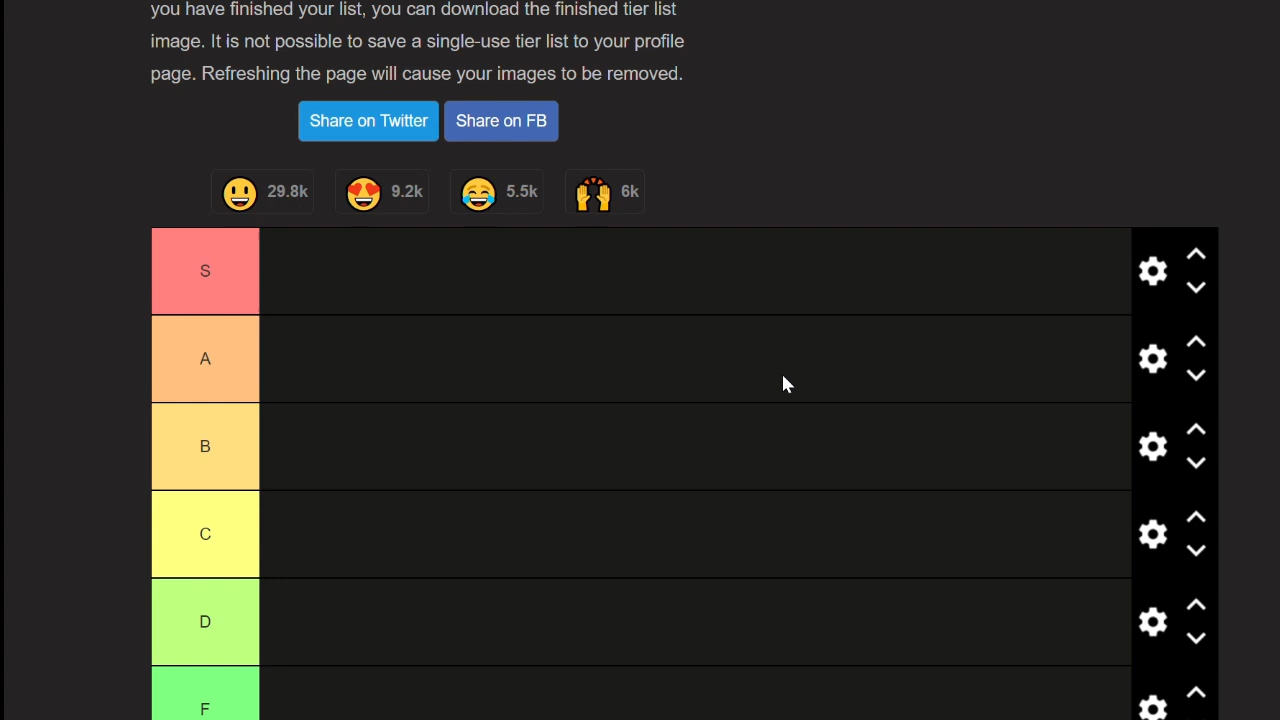 you have finished your list, you can download the finished tier list
image. It is not possible to save a single-use tier list to your profile
page. Refreshing the page will cause your images to be removed.
Share on Twitter Share on FB
29.8k 9.2k 5.5k 6k
S
A
B
C
D
F